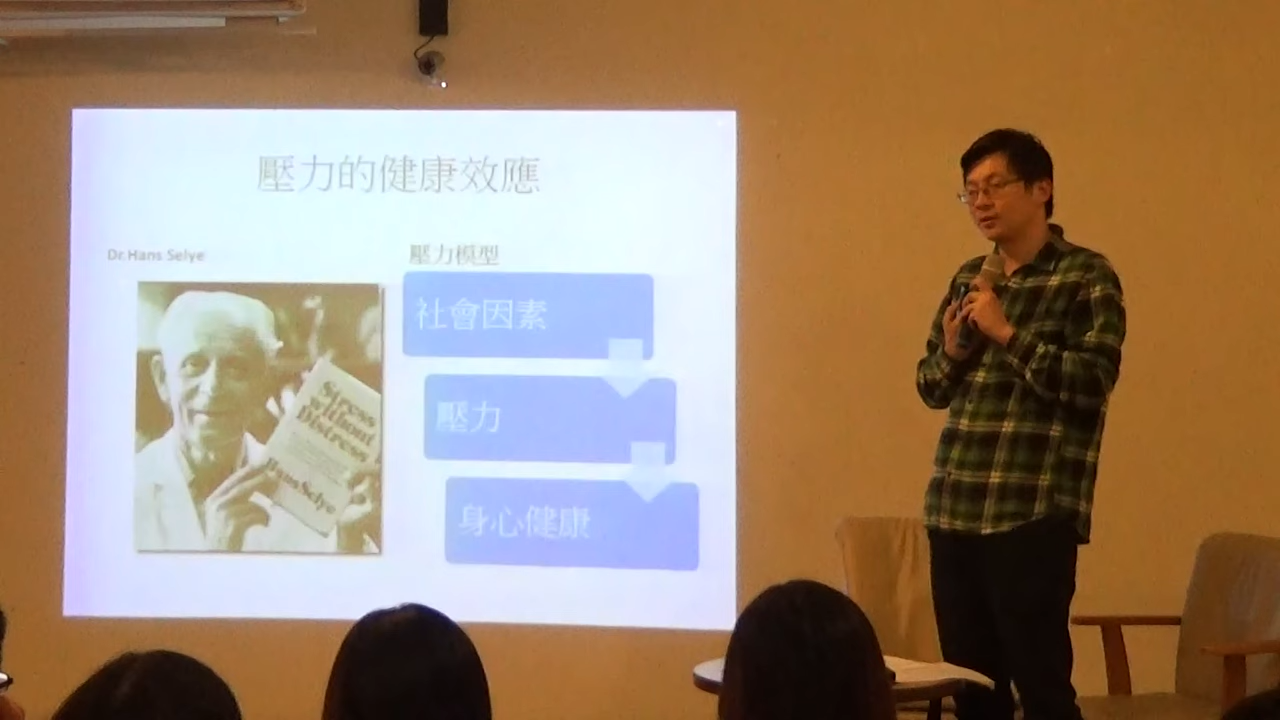 壓力的健康效應
Dr.Hans Selye
壓力模型
社會因素
壓力
身心健康
Stress
without
Distress
Hans Selye